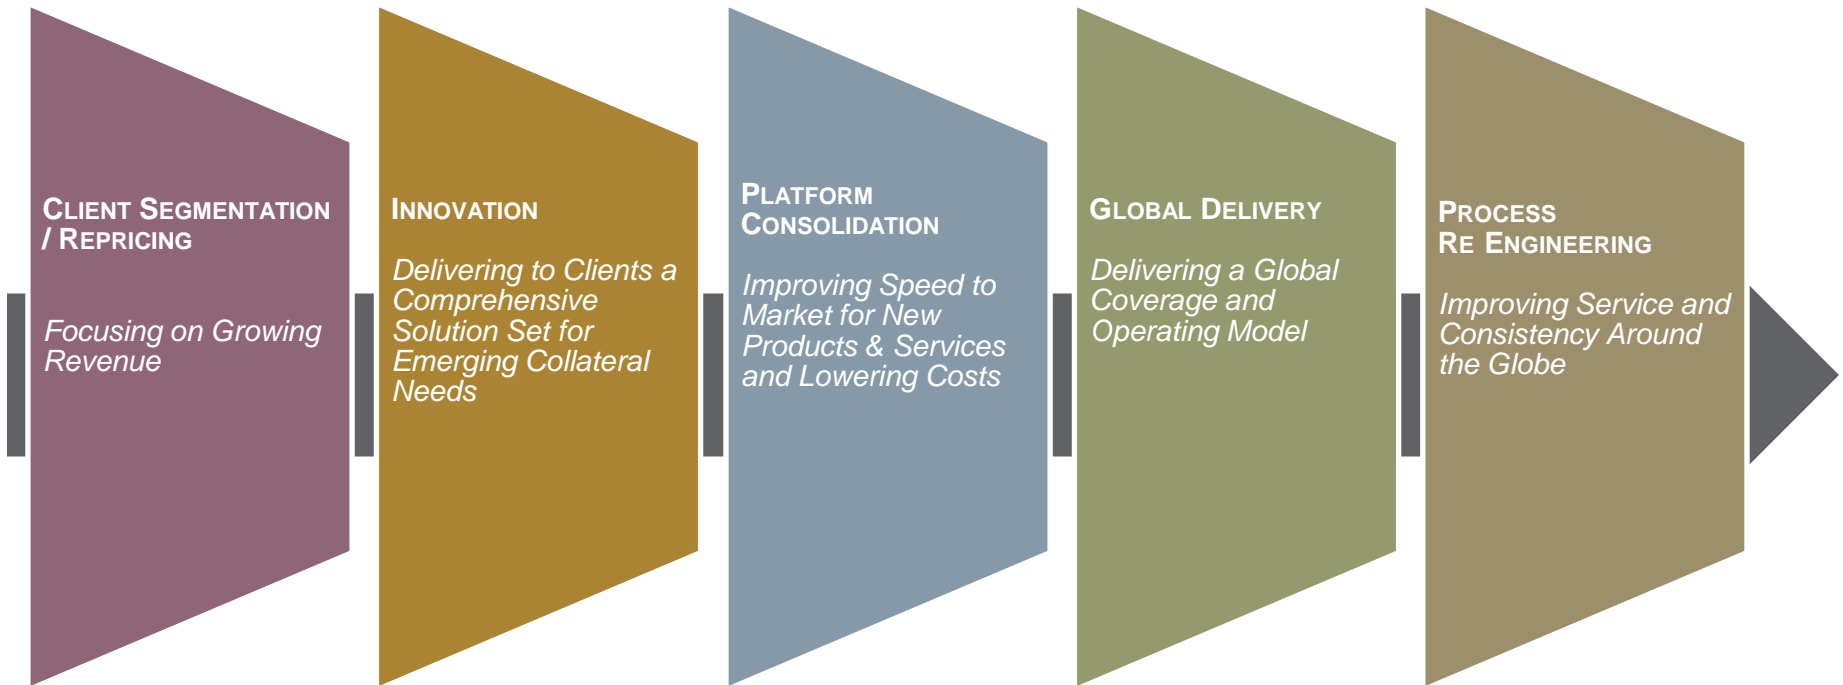 CLIENT SEGMENTATION
/ REPRICING
Focusing on Growing
Revenue
INNOVATION
Delivering to Clients a
Comprehensive
Solution Set for
Emerging Collateral
Needs
PLATFORM
CONSOLIDATION
Improving Speed to
Market for New
Products & Services
and Lowering Costs
GLOBAL DELIVERY
Delivering a Global
Coverage and
Operating Model
PROCESS
RE ENGINEERING
Improving Service and
Consistency Around
the Globe